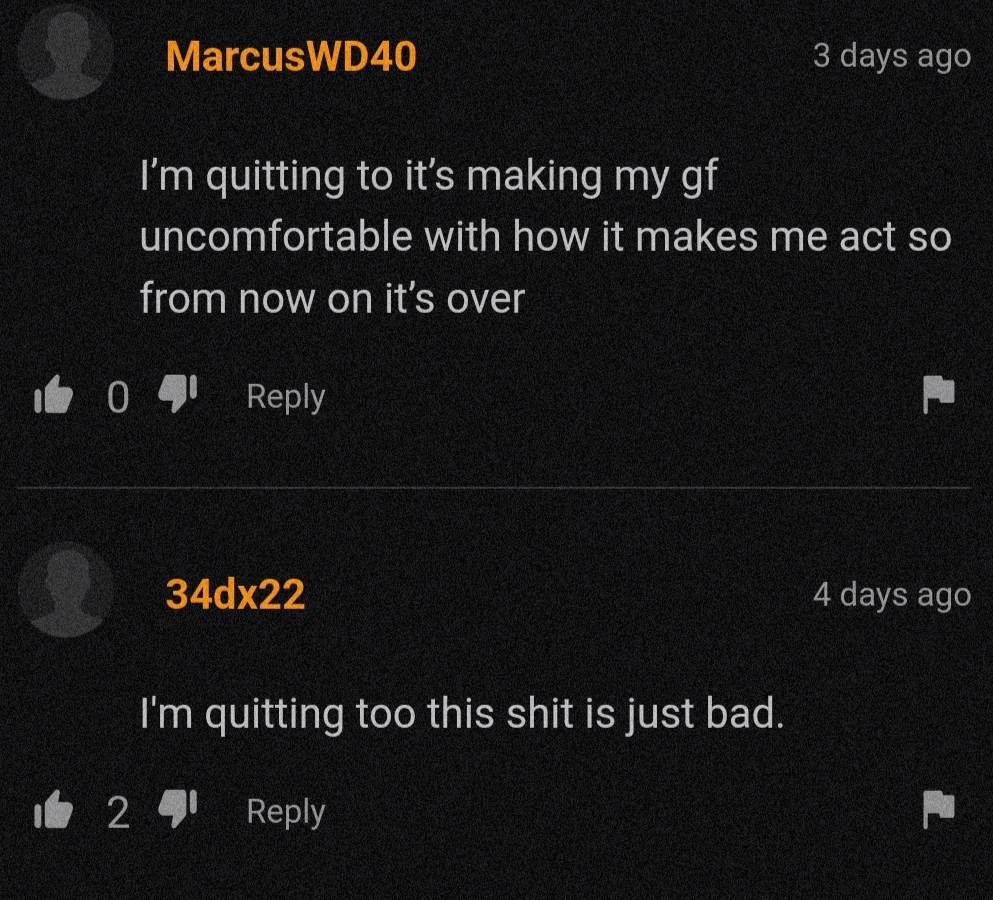 MarcusWD40
3 days ago
I’m quitting to it’s making my gf
uncomfortable with how it makes me act so
from now on it’s over
0 Reply
34dx22
4 days ago
I'm quitting too this shit is just bad.
2 Reply